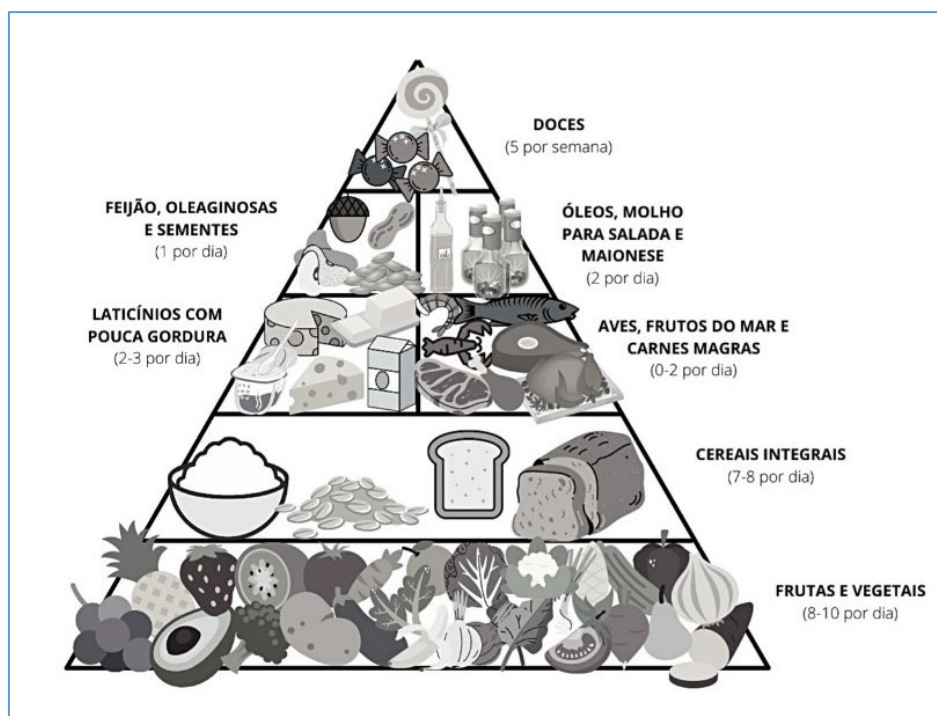 DOCES
(5 por semana)
FEIJÃO, OLEAGINOSAS
E SEMENTES
(1 por dia)
ÓLEOS, MOLHO
PARA SALADA E
MAIONESE
(2 por dia)
LATICÍNIOS COM
POUCA GORDURA
(2-3 por dia)
AVES, FRUTOS DO MAR E
CARNES MAGRAS
(0-2 por dia)
CEREAIS INTEGRAIS
(7-8 por dia)
FRUTAS E VEGETAIS
(8-10 por dia)